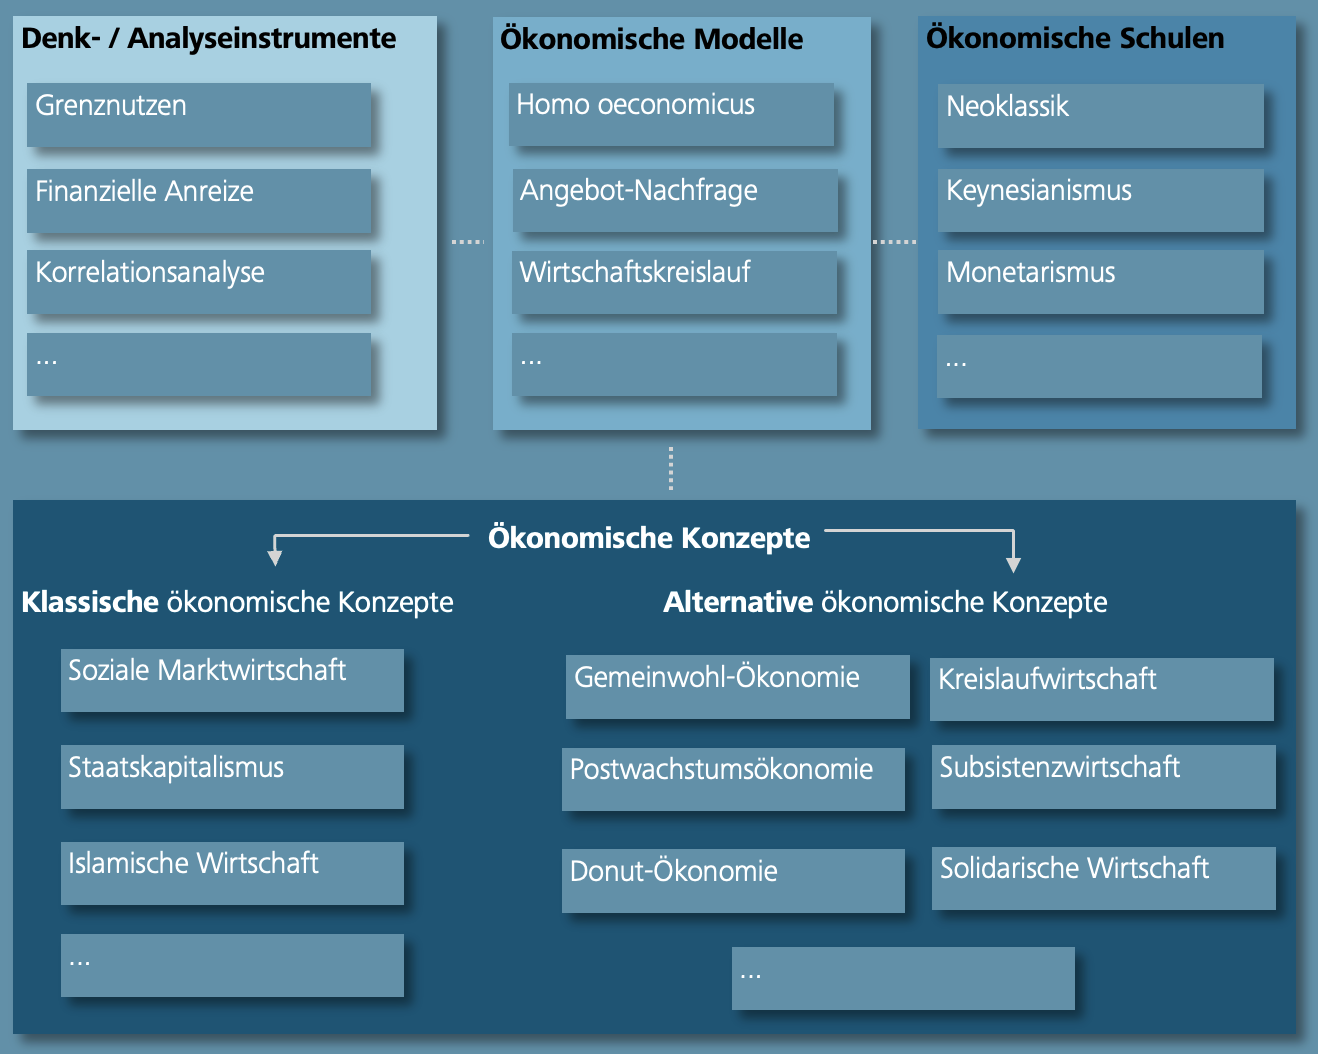 Denk- / Analyseinstrumente
Grenznutzen
Finanzielle Anreize
Korrelationsanalyse
...
Ökonomische Modelle
Homo oeconomicus
Angebot-Nachfrage
Wirtschaftskreislauf
...
Ökonomische Schulen
Neoklassik
Keynesianismus
Monetarismus
...
Ökonomische Konzepte
Klassische ökonomische Konzepte
Soziale Marktwirtschaft
Staatskapitalismus
Islamische Wirtschaft
...
Alternative ökonomische Konzepte
Gemeinwohl-Ökonomie
Kreislaufwirtschaft
Postwachstumsökonomie
Subsistenzwirtschaft
Donut-Ökonomie
Solidarische Wirtschaft
...